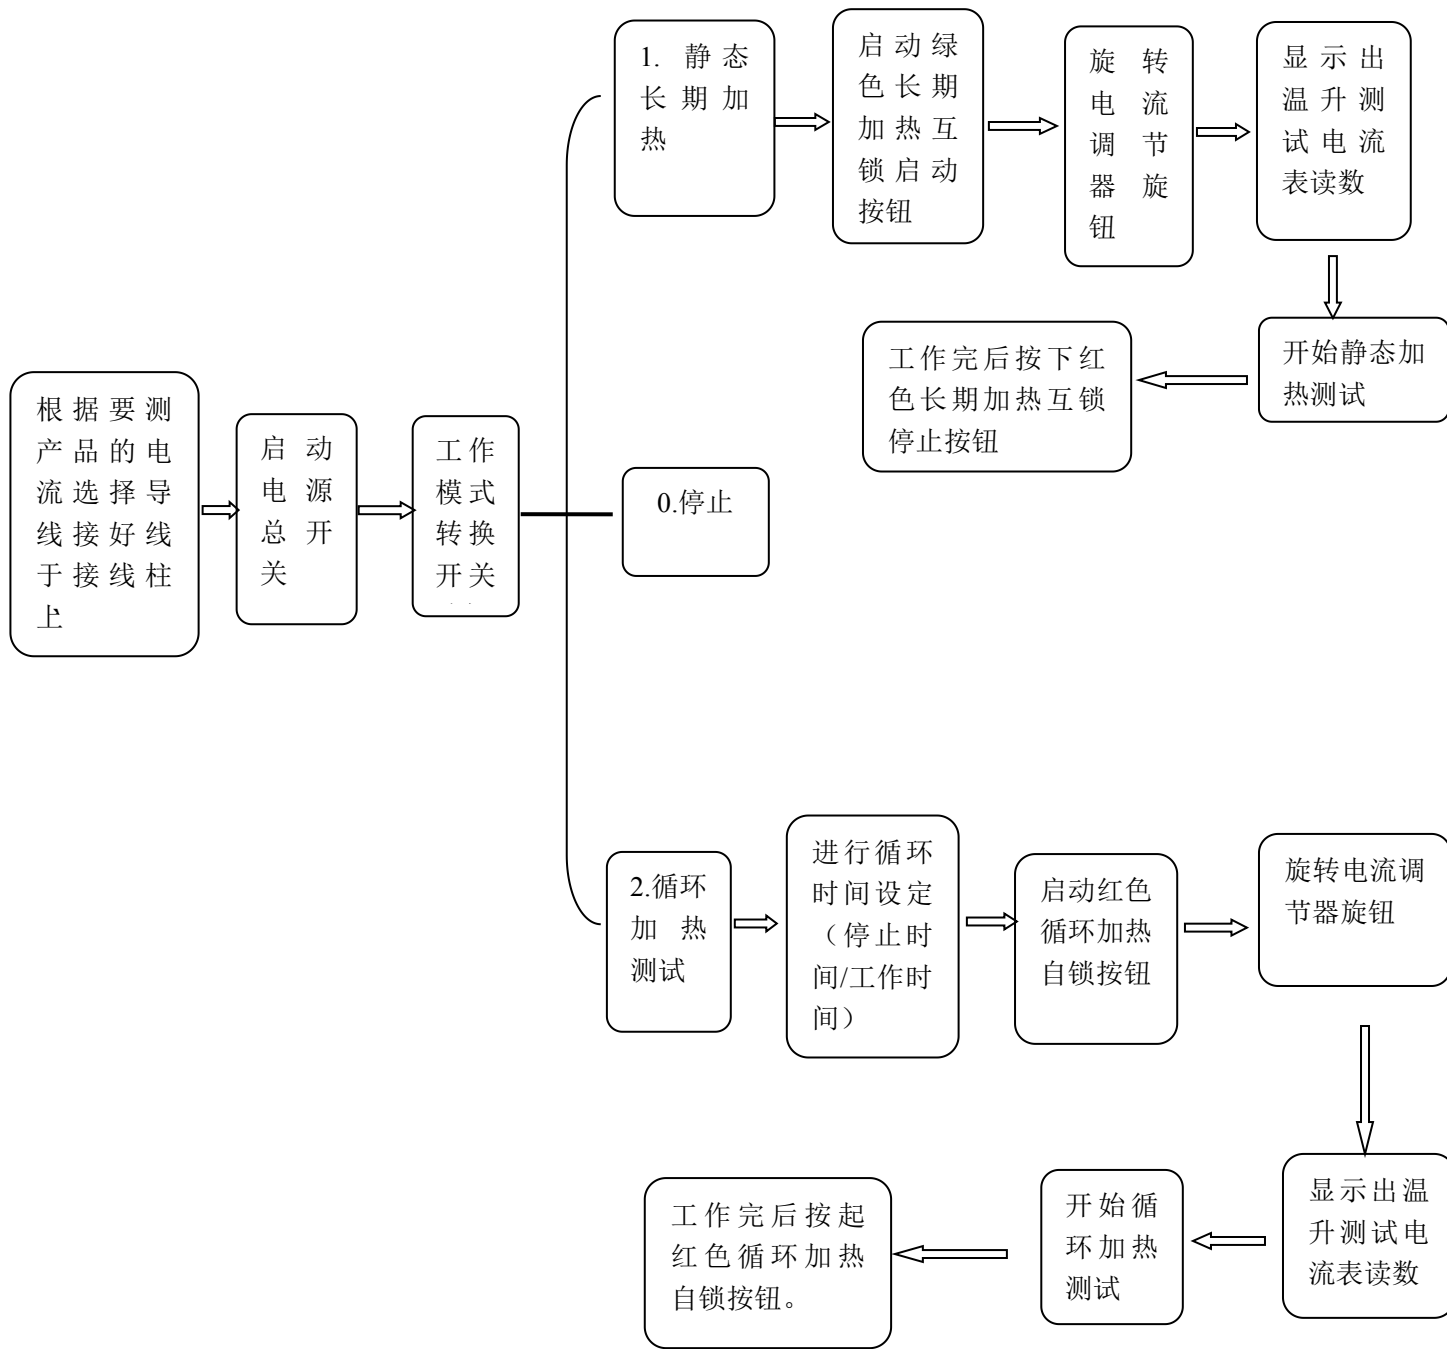 根据要测
产品的电
流选择导
线接好线
于接线柱
上
启动
电源
总开
关
工作
模式
转换
开关
1. 静态
长期加
热
启动绿
色长期
加热互
锁启动
按钮
旋转
电流
调节
器旋
钮
显示出
温升测
试电流
表读数
开始静态加
热测试
工作完后按下红
色长期加热互锁
停止按钮
0.停止
2.循环
加热
测试
进行循环
时间设定
（停止时
间/工作时
间）
启动红色
循环加热
自锁按钮
旋转电流调
节器旋钮
显示出温
升测试电
流表读数
开始循
环加热
测试
工作完后按起
红色循环加热
自锁按钮。